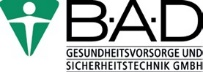 B·A·D
GESUNDHEITSVORSORGE UND
SICHERHEITSTECHNIK GMBH